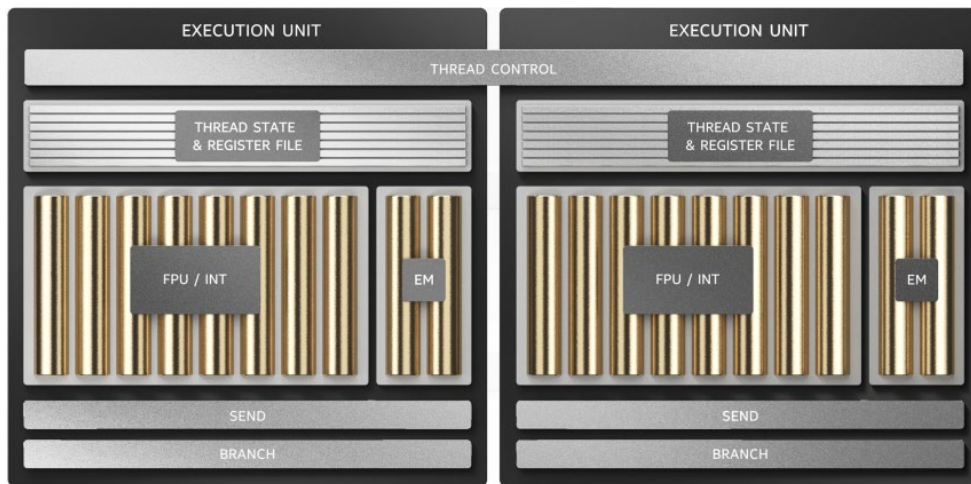 EXECUTION UNIT
EXECUTION UNIT
THREAD CONTROL
THREAD STATE
& REGISTER FILE
THREAD STATE
& REGISTER FILE
FPU / INT
EM
FPU / INT
EM
SEND
SEND
BRANCH
BRANCH